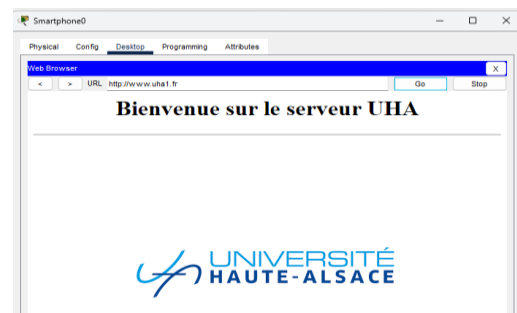 Smartphone0
Physical Config Desktop Programming Attributes
Web Browser X
< > URL http://www.uha1.fr Go Stop
Bienvenue sur le serveur UHA
UNIVERSITÉ
HAUTE-ALSACE